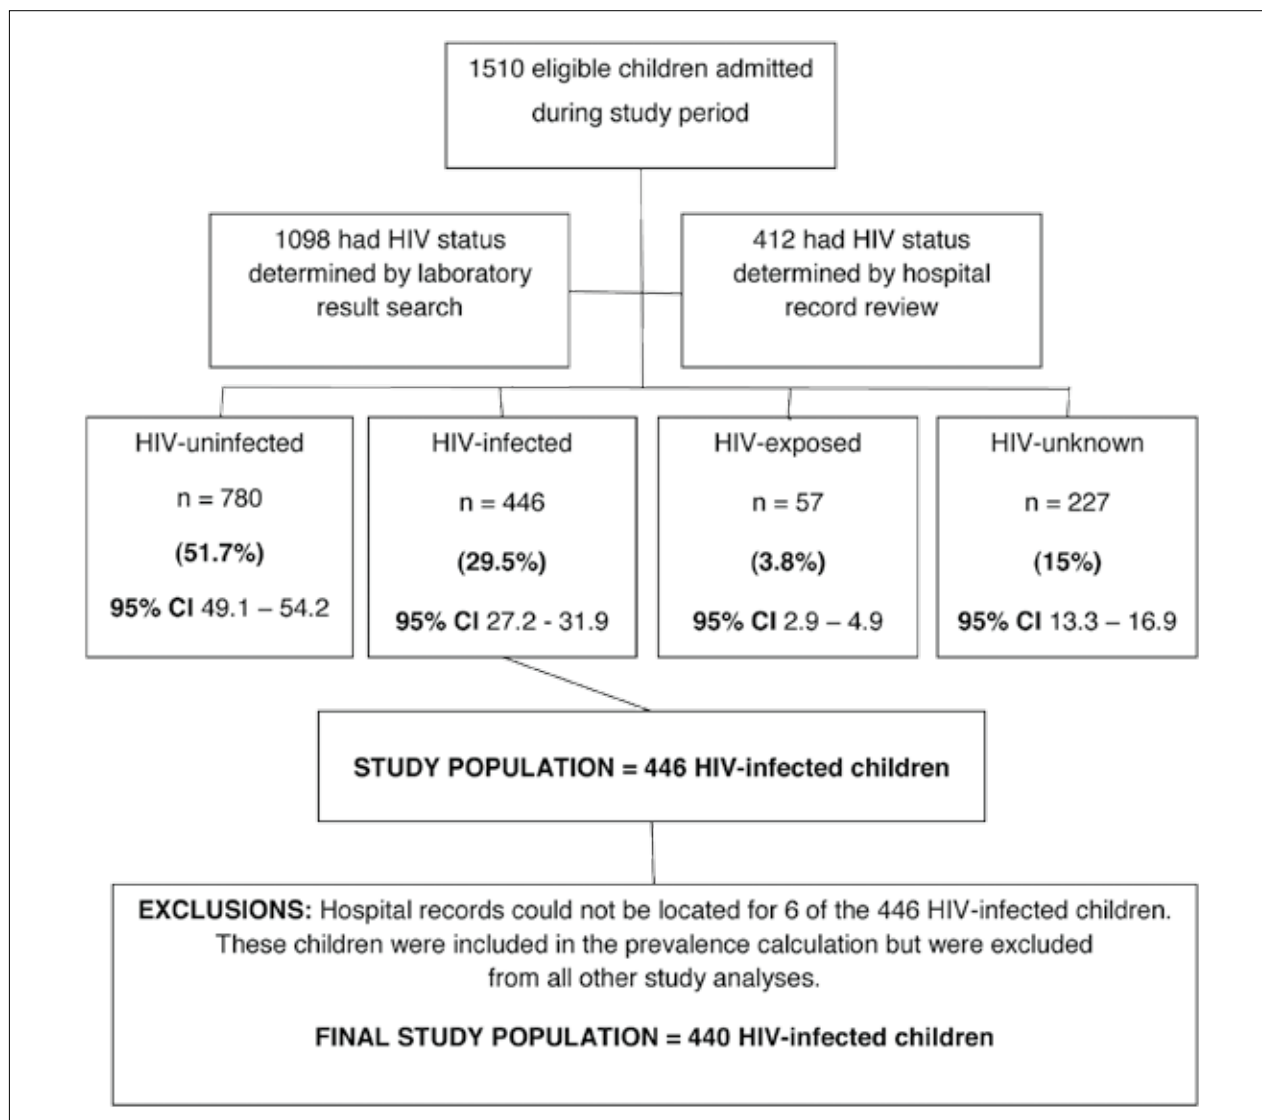 1510 eligible children admitted
during study period
1098 had HIV status
determined by laboratory
result search
412 had HIV status
determined by hospital
record review
HIV-uninfected
n = 780
(51.7%)
95% CI 49.1 – 54.2
HIV-infected
n = 446
(29.5%)
95% CI 27.2 - 31.9
HIV-exposed
n = 57
(3.8%)
95% CI 2.9 – 4.9
HIV-unknown
n = 227
(15%)
95% CI 13.3 – 16.9
STUDY POPULATION = 446 HIV-infected children
EXCLUSIONS: Hospital records could not be located for 6 of the 446 HIV-infected children.
These children were included in the prevalence calculation but were excluded
from all other study analyses.
FINAL STUDY POPULATION = 440 HIV-infected children